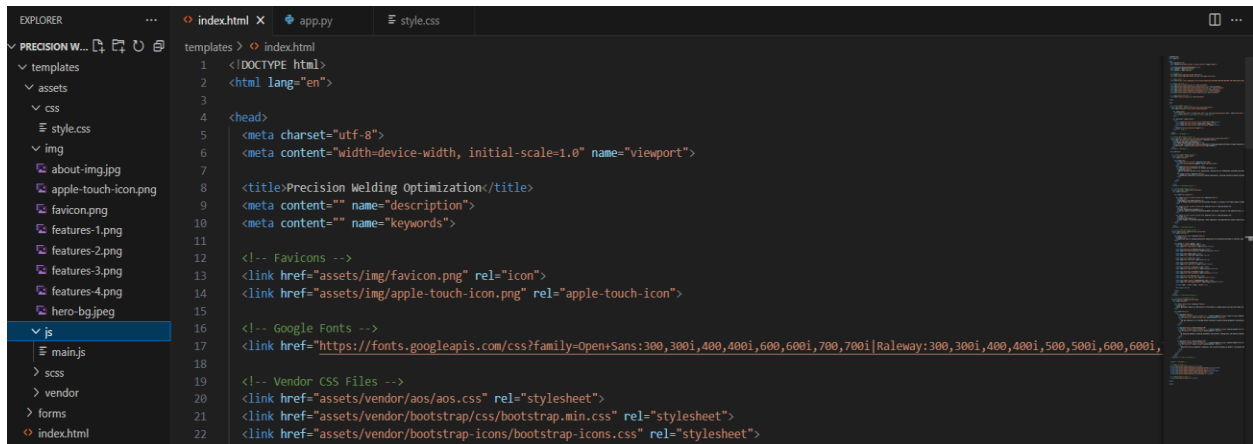 EXPLORER
index.html
app.py
style.css
PRECISION W...
templates > index.html
templates
assets
css
style.css
img
about-img.jpg
apple-touch-icon.png
favicon.png
features-1.png
features-2.png
features-3.png
features-4.png
hero-bg.jpeg
js
main.js
scss
vendor
forms
index.html
1 <!DOCTYPE html>
2 <html lang="en">
3
4 <head>
5 <meta charset="utf-8">
6 <meta content="width=device-width, initial-scale=1.0" name="viewport">
7
8 <title>Precision Welding Optimization</title>
9 <meta content="" name="description">
10 <meta content="" name="keywords">
11
12 <!-- Favicons -->
13 <link href="assets/img/favicon.png" rel="icon">
14 <link href="assets/img/apple-touch-icon.png" rel="apple-touch-icon">
15
16 <!-- Google Fonts -->
17 <link href="https://fonts.googleapis.com/css?family=Open+Sans:300,300i,400,400i,600,600i,700,700i|Raleway:300,300i,400,400i,500,500i,600,600i,
18
19 <!-- Vendor CSS Files -->
20 <link href="assets/vendor/aos/aos.css" rel="stylesheet">
21 <link href="assets/vendor/bootstrap/css/bootstrap.min.css" rel="stylesheet">
22 <link href="assets/vendor/bootstrap-icons/bootstrap-icons.css" rel="stylesheet">